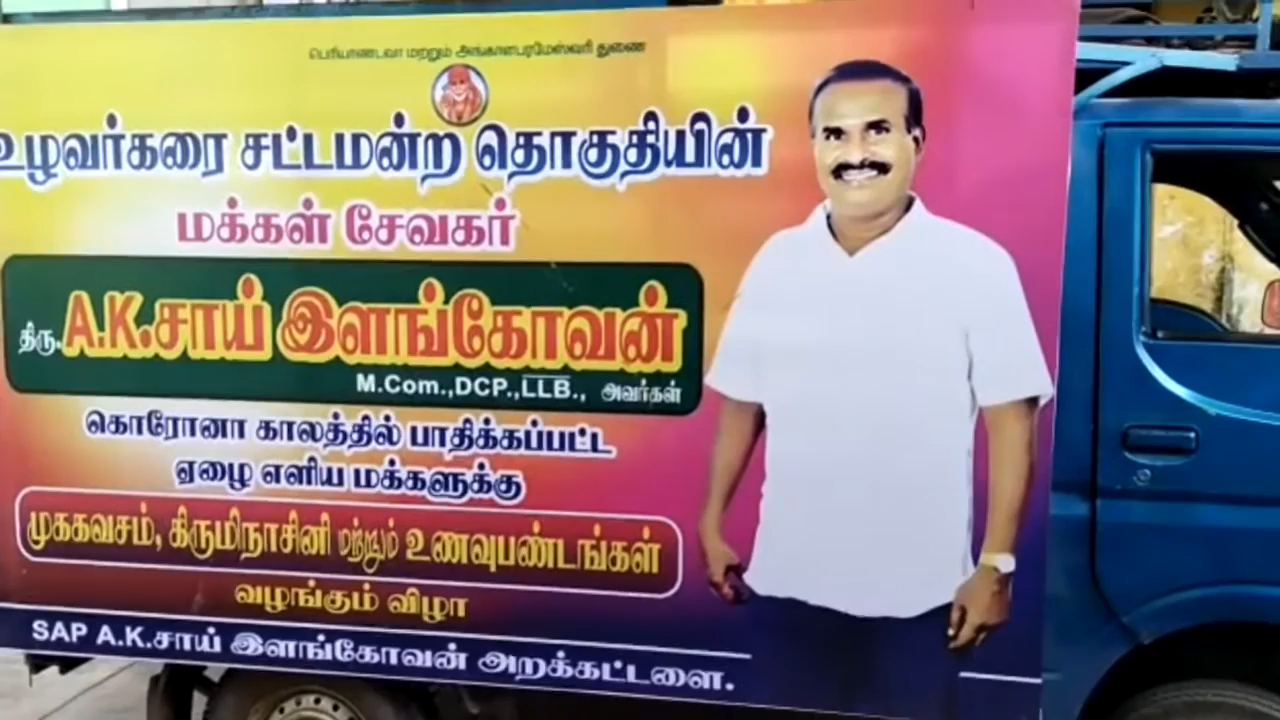 பெரியாண்டவா மற்றும் அங்காளபரமேஸ்வரி துணை
உழவர்கரை சட்டமன்ற தொகுதியின்
மக்கள் சேவகர்
திரு. A.K.சாய் இளங்கோவன்
M.Com.,DCP.,LLB., அவர்கள்
கொரோனா காலத்தில் பாதிக்கப்பட்ட
ஏழை எளிய மக்களுக்கு
முககவசம், கிருமிநாசினி மற்றும் உணவுபண்டங்கள்
வழங்கும் விழா
SAP A.K.சாய் இளங்கோவன் அறக்கட்டளை.